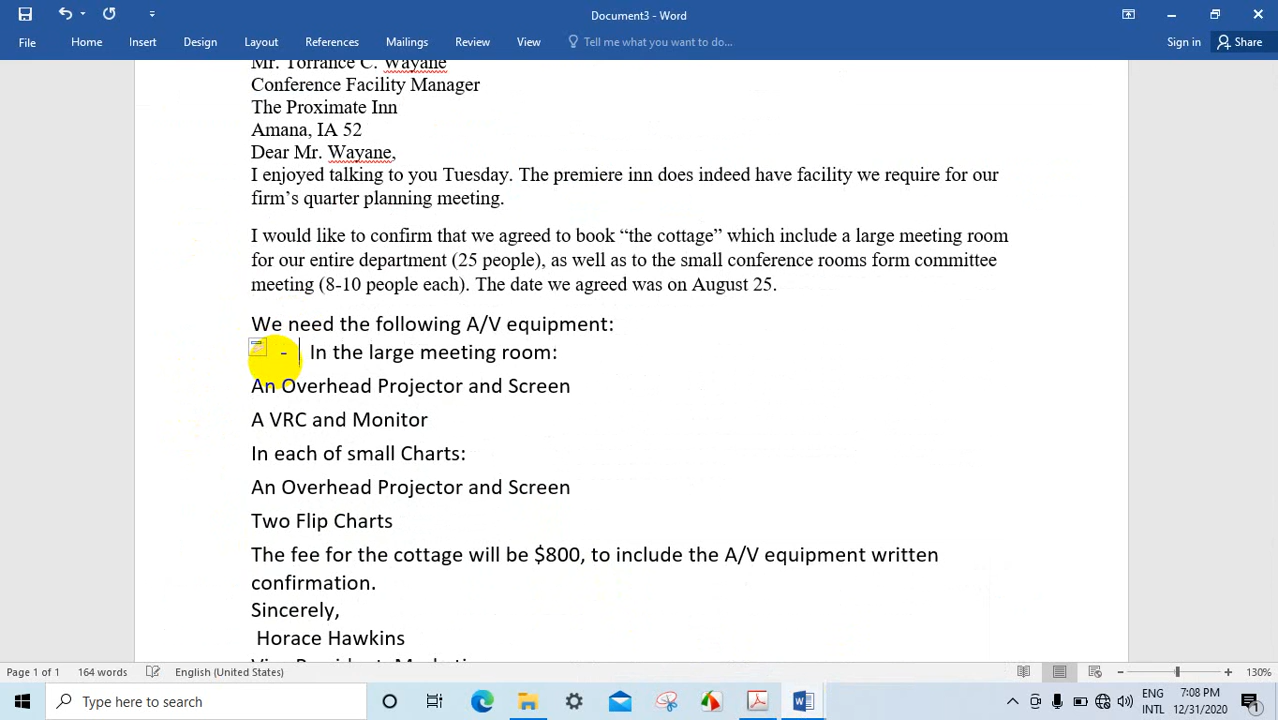 Document3 - Word
File Home Insert Design Layout References Mailings Review View Tell me what you want to do... Sign in Share
Mr. Torrance C. Wayane
Conference Facility Manager
The Proximate Inn
Amana, IA 52
Dear Mr. Wayane,
I enjoyed talking to you Tuesday. The premiere inn does indeed have facility we require for our
firm’s quarter planning meeting.
I would like to confirm that we agreed to book “the cottage” which include a large meeting room
for our entire department (25 people), as well as to the small conference rooms form committee
meeting (8-10 people each). The date we agreed was on August 25.
We need the following A/V equipment:
- In the large meeting room:
An Overhead Projector and Screen
A VRC and Monitor
In each of small Charts:
An Overhead Projector and Screen
Two Flip Charts
The fee for the cottage will be $800, to include the A/V equipment written
confirmation.
Sincerely,
Horace Hawkins
Page 1 of 1 164 words English (United States) 130%
Type here to search ENG 7:08 PM
INTL 12/31/2020 1